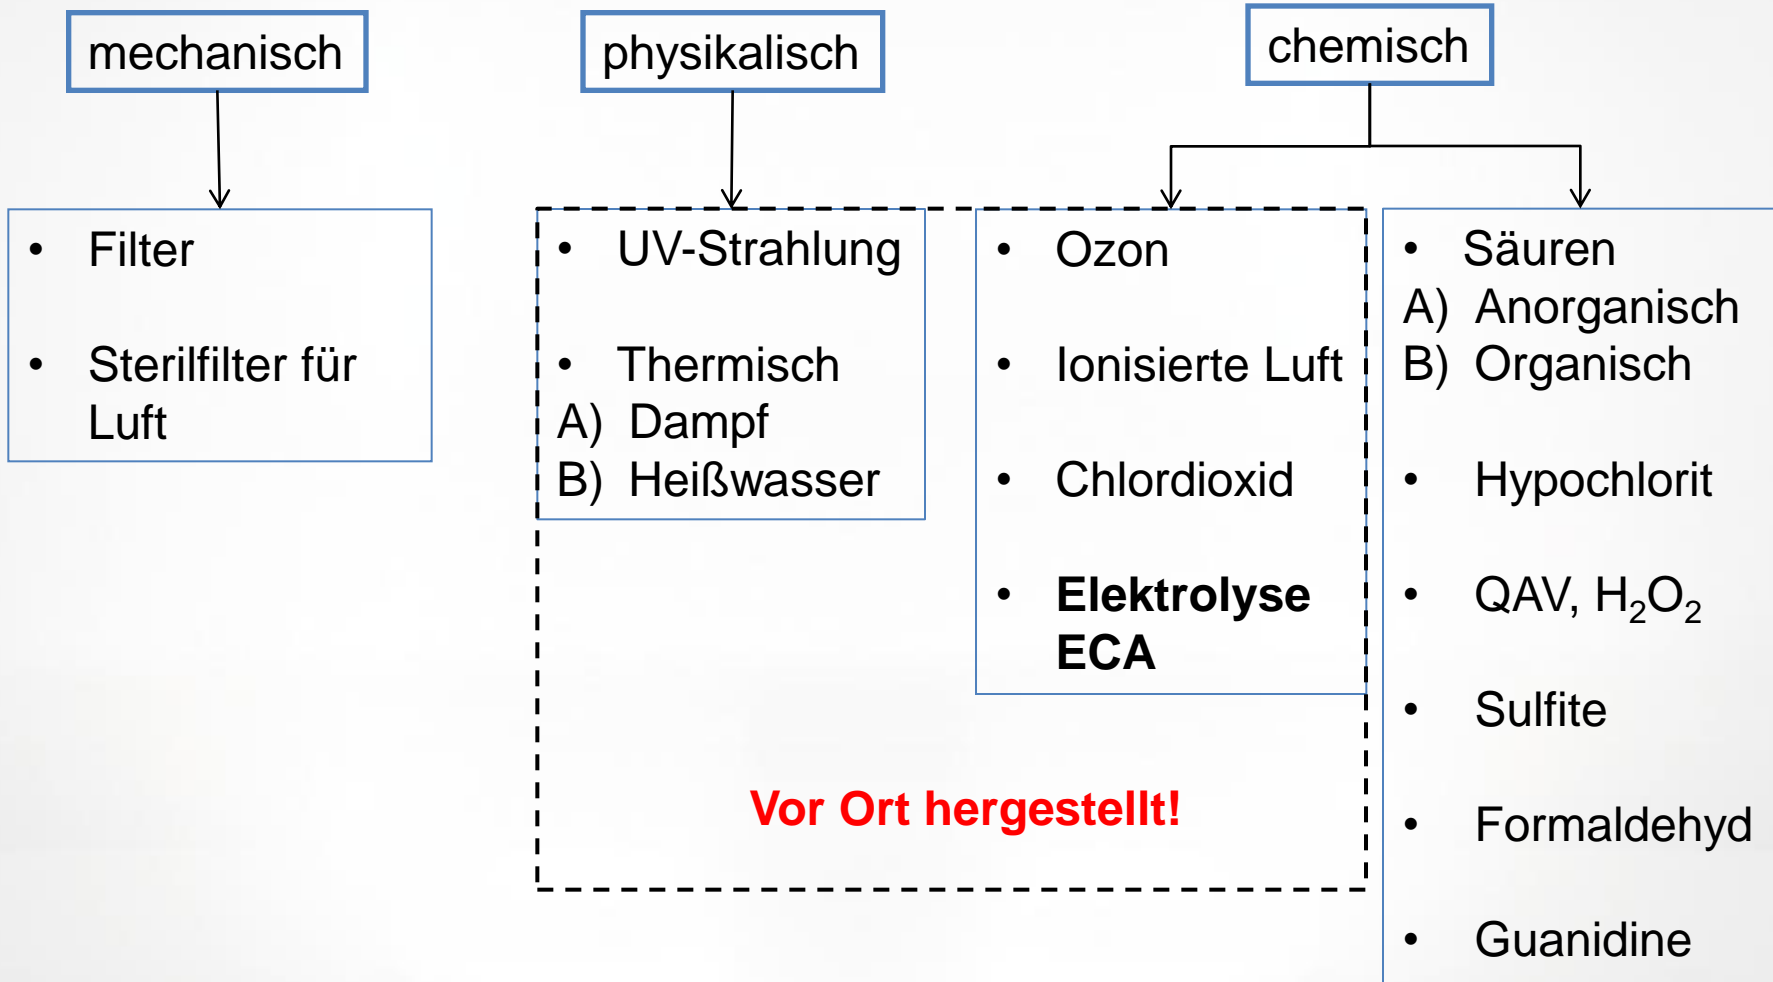 mechanisch
physikalisch
chemisch
• Filter
• Sterilfilter für
Luft
• UV-Strahlung
• Thermisch
A) Dampf
B) Heißwasser
• Ozon
• Ionisierte Luft
• Chlordioxid
• Elektrolyse
ECA
Vor Ort hergestellt!
• Säuren
A) Anorganisch
B) Organisch
• Hypochlorit
• QAV, H₂O₂
• Sulfite
• Formaldehyd
• Guanidine